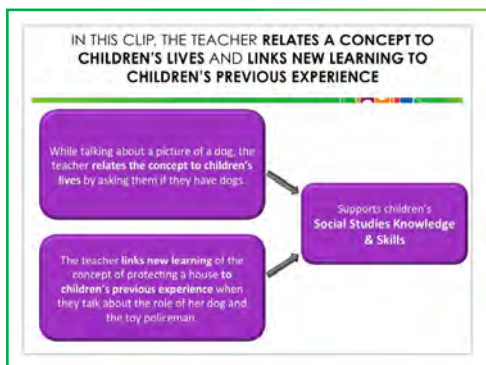 IN THIS CLIP, THE TEACHER RELATES A CONCEPT TO
CHILDREN'S LIVES AND LINKS NEW LEARNING TO
CHILDREN'S PREVIOUS EXPERIENCE
While talking about a picture of a dog, the
teacher relates the concept to children's
lives by asking them if they have dogs.
The teacher links new learning of the
concept of protecting a house to
children's previous experience when
they talk about the role of her dog and
the toy policeman.
Supports children's
Social Studies Knowledge
& Skills